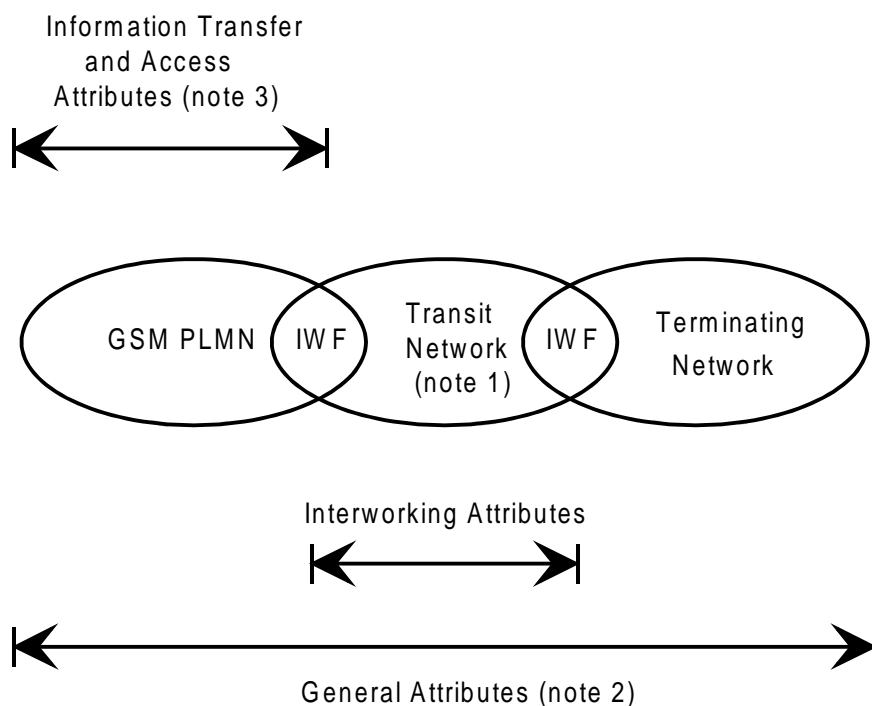 Information Transfer
and Access
Attributes (note 3)
GSM PLMN
IWF
Transit
Network
(note 1)
IWF
Terminating
Network
Interworking Attributes
General Attributes (note 2)